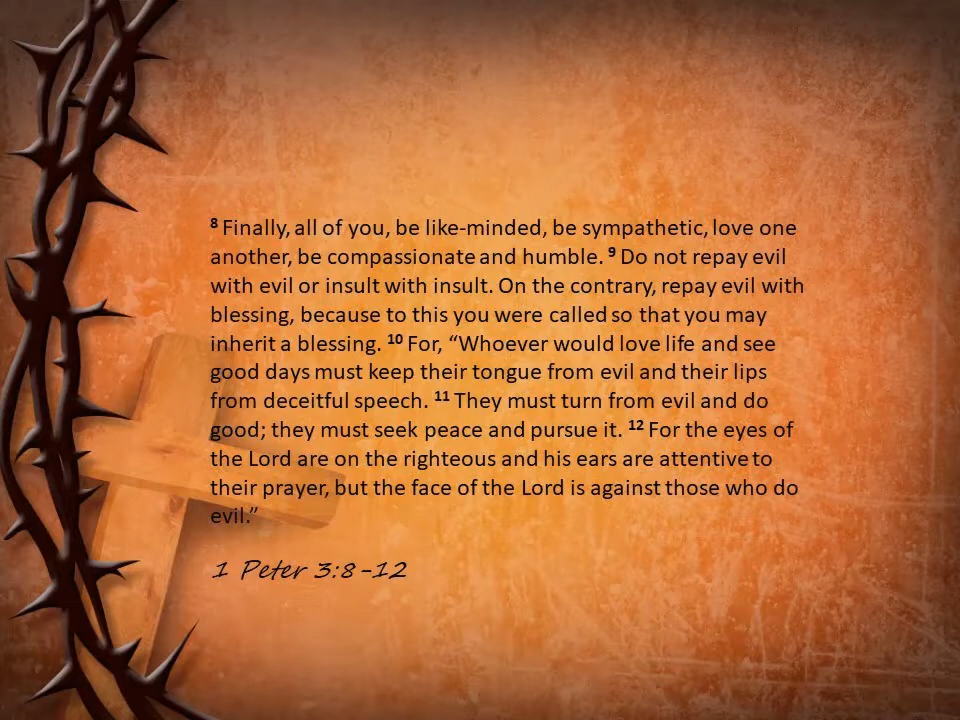 ⁸ Finally, all of you, be like-minded, be sympathetic, love one
another, be compassionate and humble. ⁹ Do not repay evil
with evil or insult with insult. On the contrary, repay evil with
blessing, because to this you were called so that you may
inherit a blessing. ¹⁰ For, “Whoever would love life and see
good days must keep their tongue from evil and their lips
from deceitful speech. ¹¹ They must turn from evil and do
good; they must seek peace and pursue it. ¹² For the eyes of
the Lord are on the righteous and his ears are attentive to
their prayer, but the face of the Lord is against those who do
evil.”
1 Peter 3:8-12